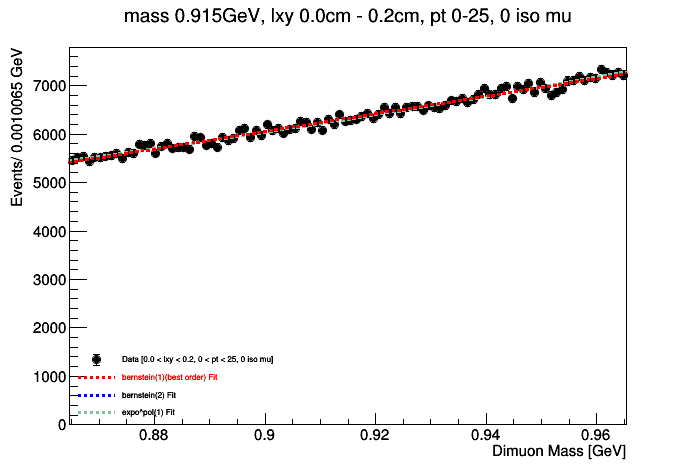 mass 0.915GeV, lxy 0.0cm - 0.2cm, pt 0-25, 0 iso mu
Events/ 0.0010065 GeV
7000
6000
5000
4000
3000
2000
1000
0
Data [0.0 < lxy < 0.2, 0 < pt < 25, 0 iso mu]
bernstein(1)(best order) Fit
bernstein(2) Fit
expo^pol(1) Fit
0.88 0.9 0.92 0.94 0.96
Dimuon Mass [GeV]